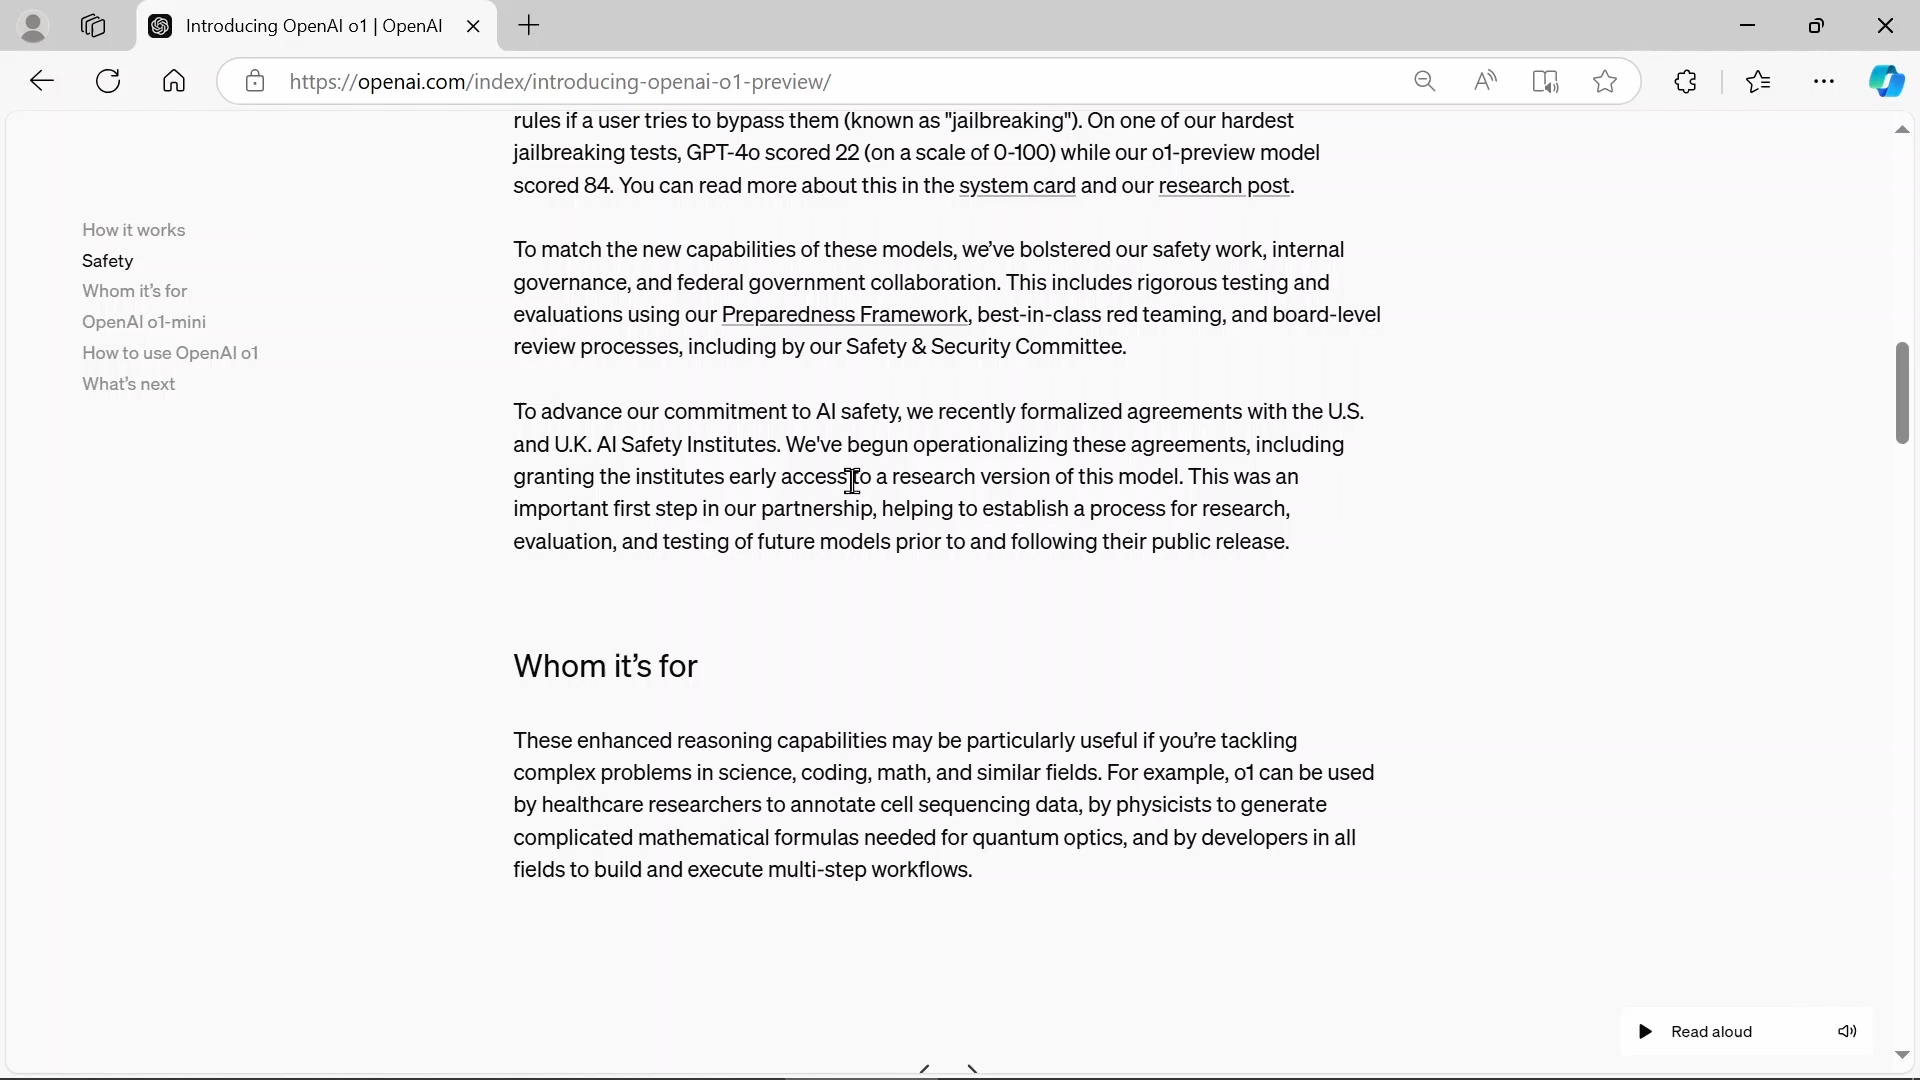 Introducing OpenAI o1 | OpenAI
https://openai.com/index/introducing-openai-o1-preview/
How it works
Safety
Whom it's for
OpenAI o1-mini
How to use OpenAI o1
What's next
rules if a user tries to bypass them (known as "jailbreaking"). On one of our hardest
jailbreaking tests, GPT-4o scored 22 (on a scale of 0-100) while our o1-preview model
scored 84. You can read more about this in the system card and our research post.
To match the new capabilities of these models, we’ve bolstered our safety work, internal
governance, and federal government collaboration. This includes rigorous testing and
evaluations using our Preparedness Framework, best-in-class red teaming, and board-level
review processes, including by our Safety & Security Committee.
To advance our commitment to AI safety, we recently formalized agreements with the U.S.
and U.K. AI Safety Institutes. We've begun operationalizing these agreements, including
granting the institutes early access to a research version of this model. This was an
important first step in our partnership, helping to establish a process for research,
evaluation, and testing of future models prior to and following their public release.
Whom it’s for
These enhanced reasoning capabilities may be particularly useful if you’re tackling
complex problems in science, coding, math, and similar fields. For example, o1 can be used
by healthcare researchers to annotate cell sequencing data, by physicists to generate
complicated mathematical formulas needed for quantum optics, and by developers in all
fields to build and execute multi-step workflows.
Read aloud